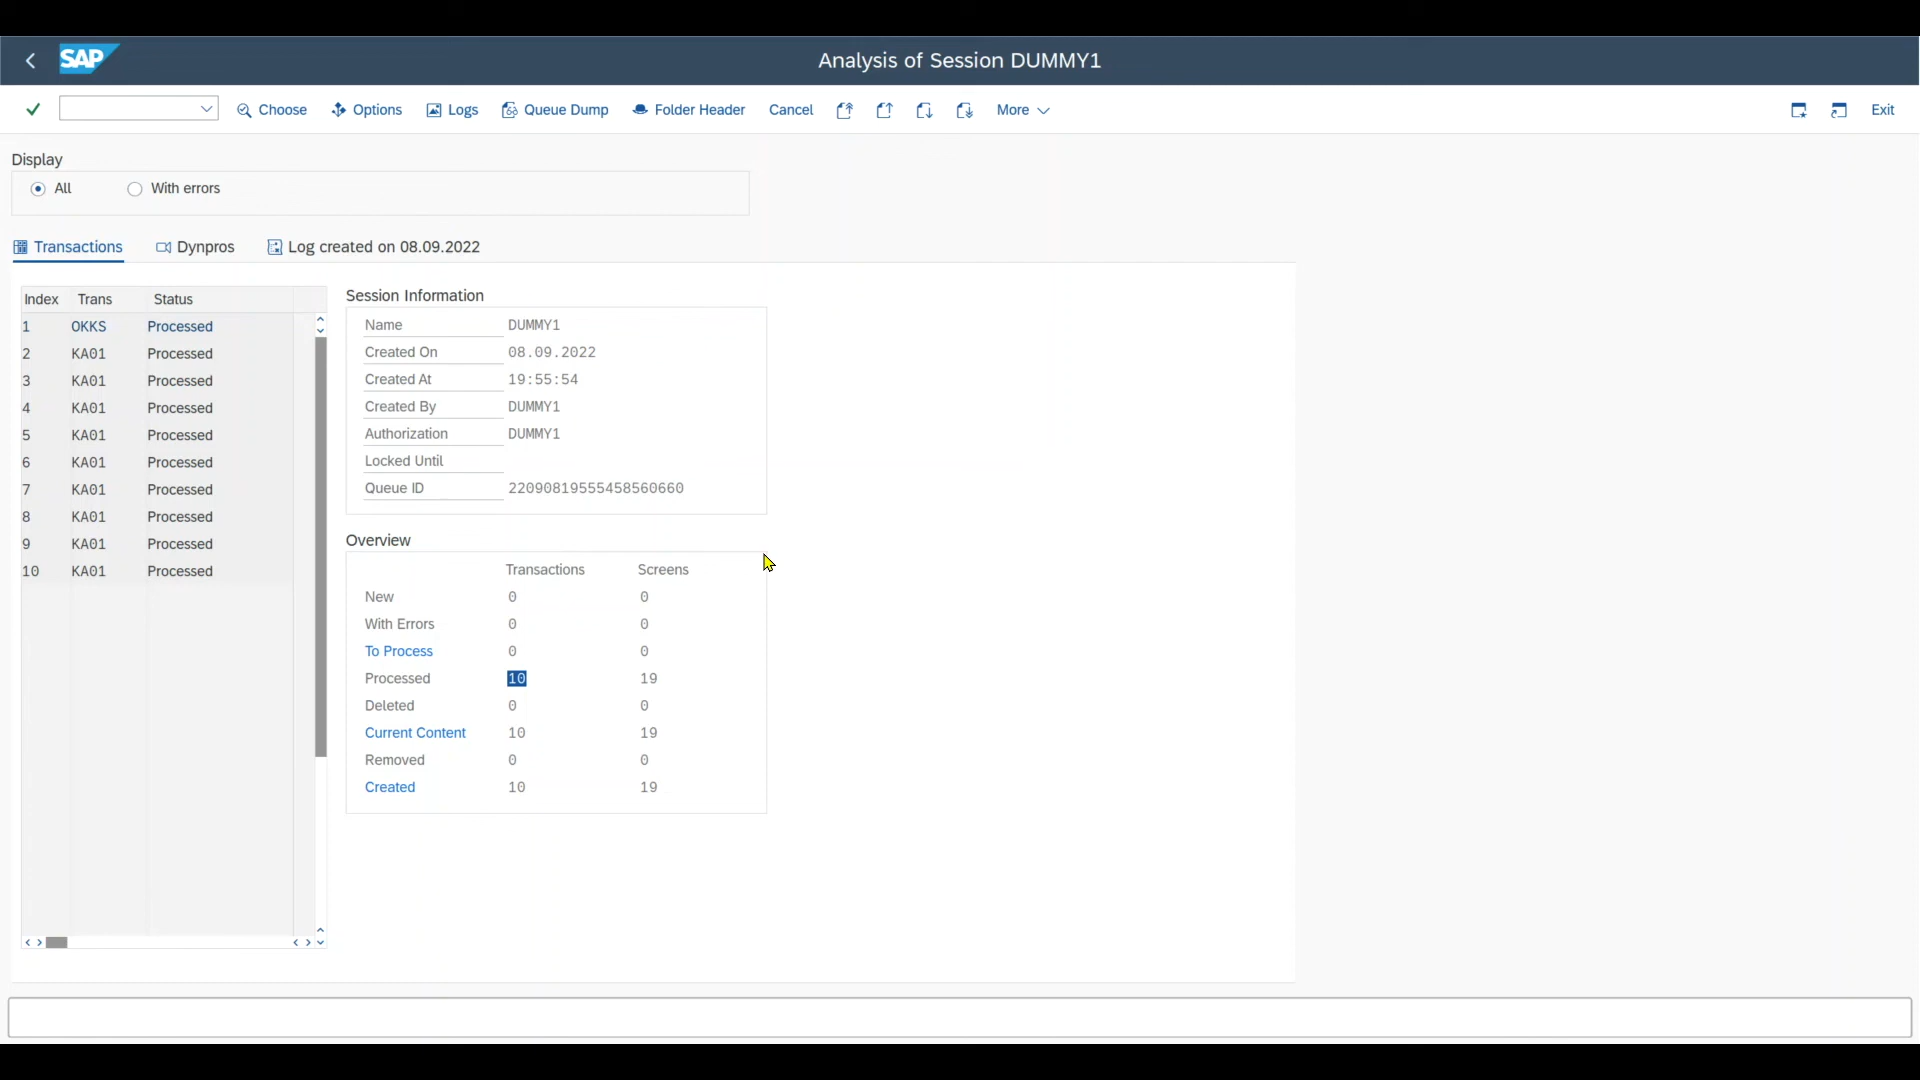 SAP
Analysis of Session DUMMY1
Choose Options Logs Queue Dump Folder Header Cancel More Exit
Display
All With errors
Transactions Dynpros Log created on 08.09.2022
Index Trans Status
1 OKKS Processed
2 KA01 Processed
3 KA01 Processed
4 KA01 Processed
5 KA01 Processed
6 KA01 Processed
7 KA01 Processed
8 KA01 Processed
9 KA01 Processed
10 KA01 Processed
Session Information
Name DUMMY1
Created On 08.09.2022
Created At 19:55:54
Created By DUMMY1
Authorization DUMMY1
Locked Until
Queue ID 22090819555458560660
Overview
Transactions Screens
New 0 0
With Errors 0 0
To Process 0 0
Processed 10 19
Deleted 0 0
Current Content 10 19
Removed 0 0
Created 10 19